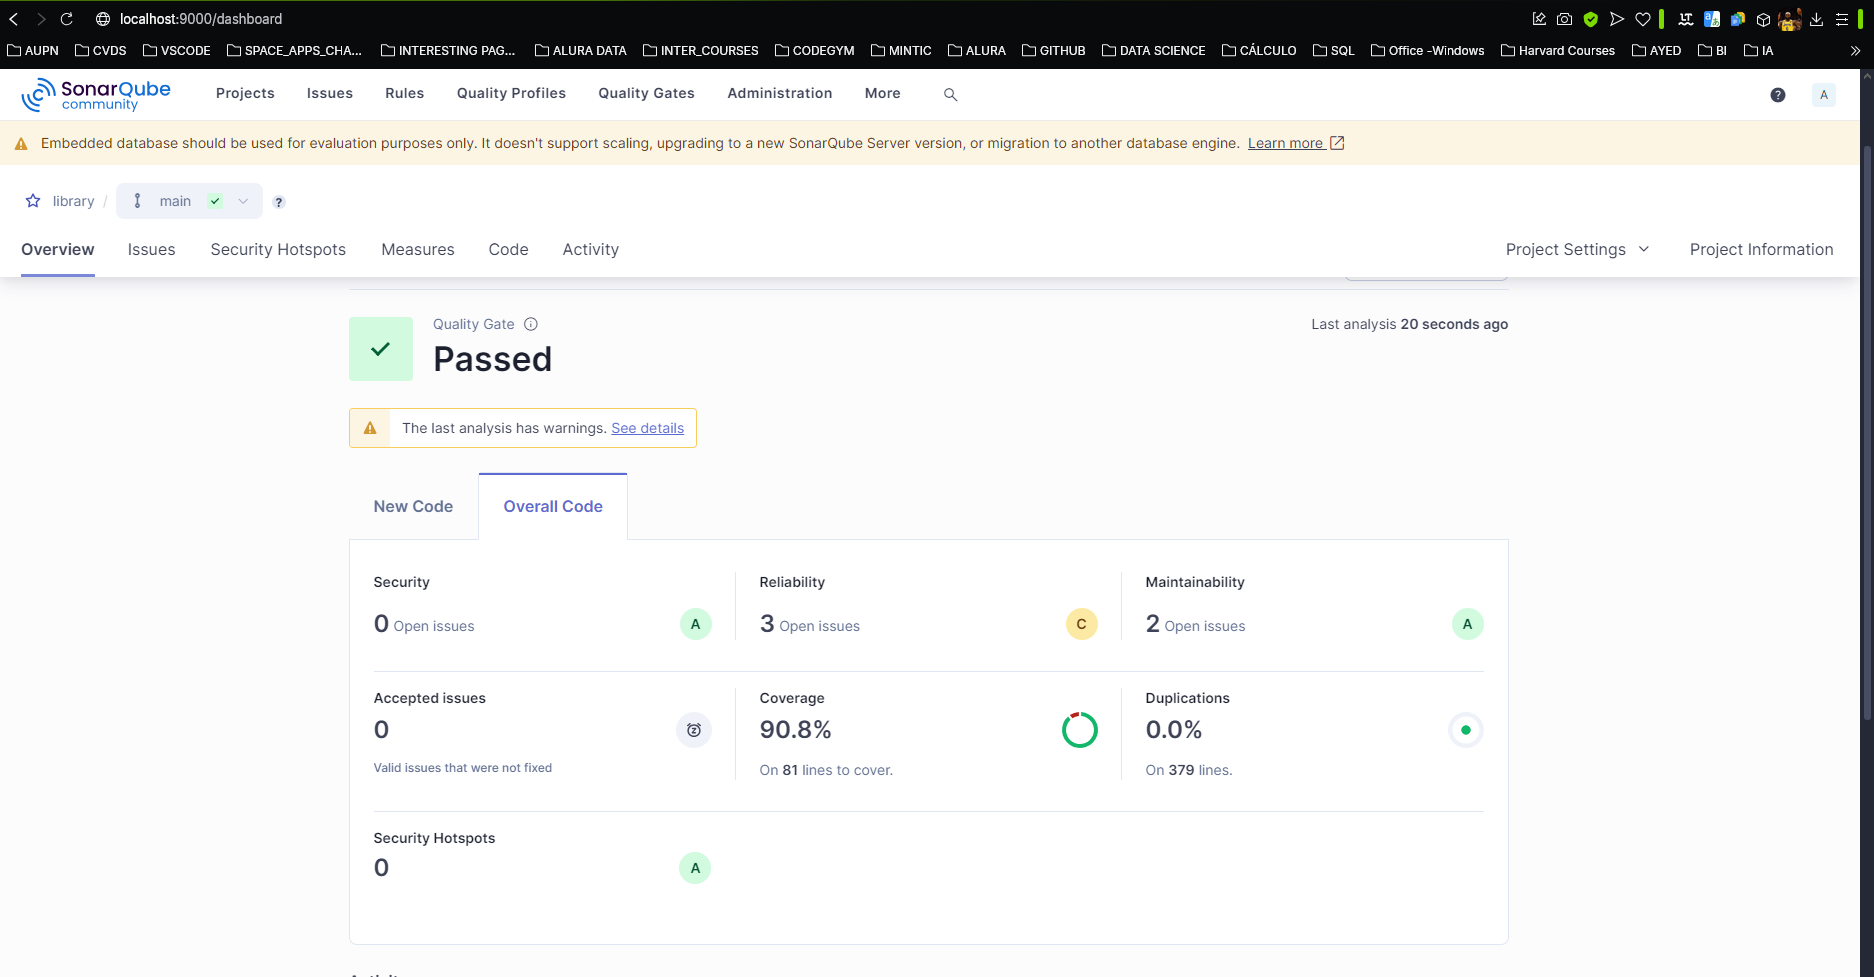 localhost:9000/dashboard
AUPN CVDS VSCODE SPACE_APPS_CHA... INTERESTING PAG... ALURA DATA INTER_COURSES CODEGYM MINTIC ALURA GITHUB DATA SCIENCE CÁLCULO SQL Office -Windows Harvard Courses AYED BI IA
SonarQube community Projects Issues Rules Quality Profiles Quality Gates Administration More ? A
Embedded database should be used for evaluation purposes only. It doesn't support scaling, upgrading to a new SonarQube Server version, or migration to another database engine. Learn more
library / main ?
Overview Issues Security Hotspots Measures Code Activity Project Settings Project Information
Quality Gate Last analysis 20 seconds ago
Passed
The last analysis has warnings. See details
New Code Overall Code
Security Reliability Maintainability
0 Open issues A 3 Open issues C 2 Open issues A
Accepted issues Coverage Duplications
0 90.8% 0.0%
Valid issues that were not fixed On 81 lines to cover. On 379 lines.
Security Hotspots
0 A